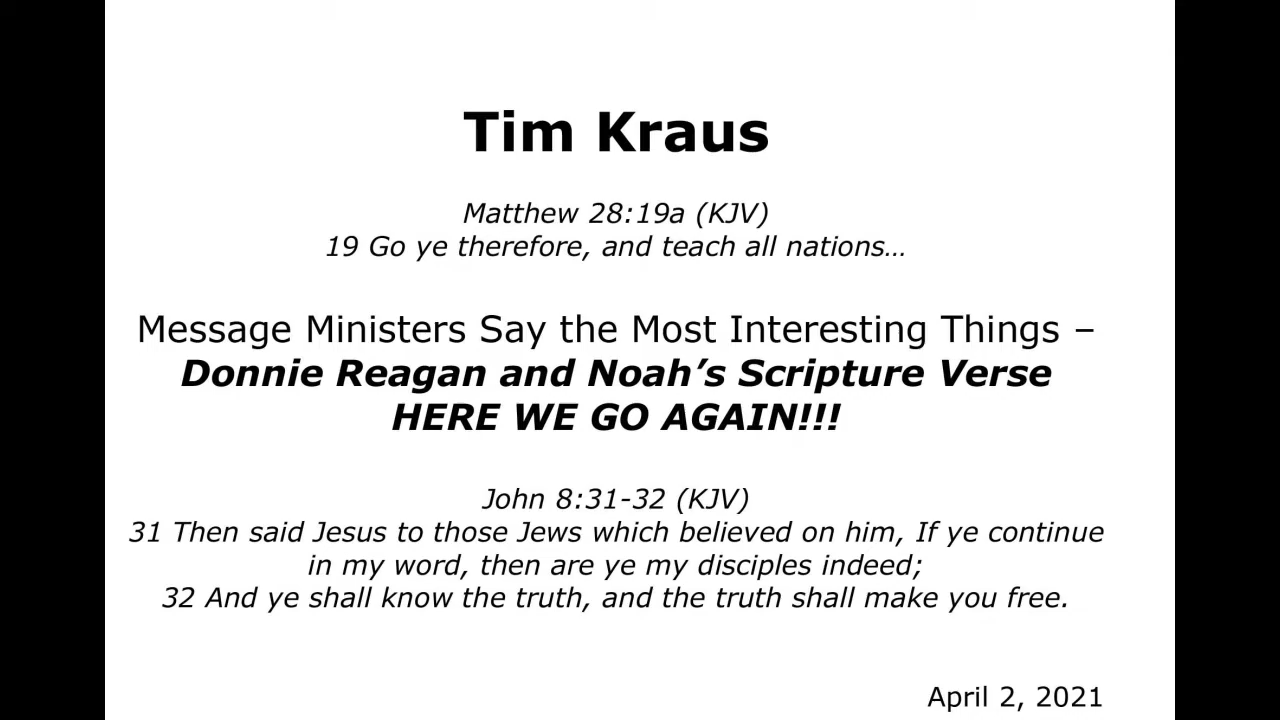 Tim Kraus
Matthew 28:19a (KJV)
19 Go ye therefore, and teach all nations…
Message Ministers Say the Most Interesting Things –
Donnie Reagan and Noah’s Scripture Verse
HERE WE GO AGAIN!!!
John 8:31-32 (KJV)
31 Then said Jesus to those Jews which believed on him, If ye continue
in my word, then are ye my disciples indeed;
32 And ye shall know the truth, and the truth shall make you free.
April 2, 2021